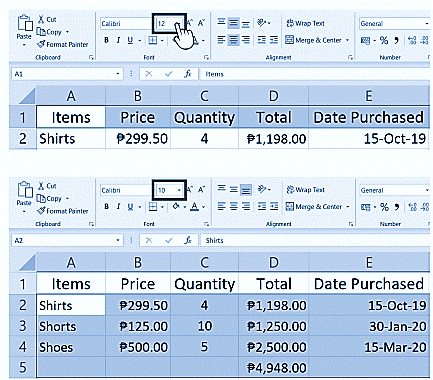 Cut
Calibri 12 A A Wrap Text General
Paste Copy
Format Painter B I U A Merge & Center % , .00
Clipboard Font Alignment
A1 fx Items
A B C D E
1 Items Price Quantity Total Date Purchased
2 Shirts ₱299.50 4 ₱1,198.00 15-Oct-19
Cut
Calibri 10 A A Wrap Text General
Paste Copy
Format Painter B I U A Merge & Center % , .00
Clipboard Font Alignment
A2 fx Shirts
A B C D E
1 Items Price Quantity Total Date Purchased
2 Shirts ₱299.50 4 ₱1,198.00 15-Oct-19
3 Shorts ₱125.00 10 ₱1,250.00 30-Jan-20
4 Shoes ₱500.00 5 ₱2,500.00 15-Mar-20
5 ₱4,948.00